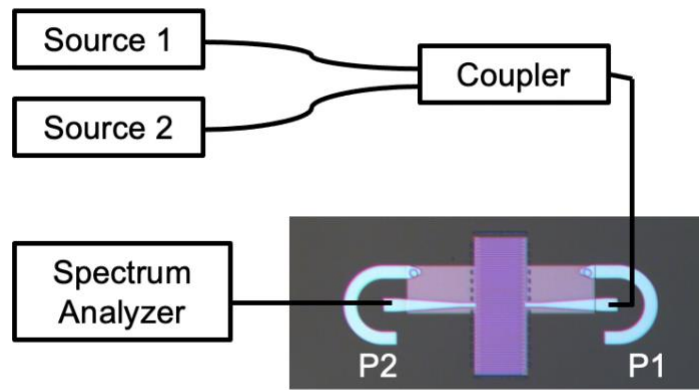 Source 1
Coupler
Source 2
Spectrum
Analyzer
P2
P1